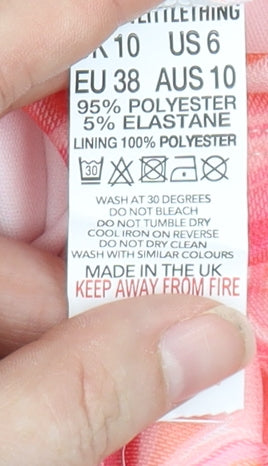 LITTLETHING
K 10 US 6
EU 38 AUS 10
95% POLYESTER
5% ELASTANE
LINING 100% POLYESTER
30
WASH AT 30 DEGREES
DO NOT BLEACH
DO NOT TUMBLE DRY
COOL IRON ON REVERSE
DO NOT DRY CLEAN
WASH WITH SIMILAR COLOURS
MADE IN THE UK
KEEP AWAY FROM FIRE